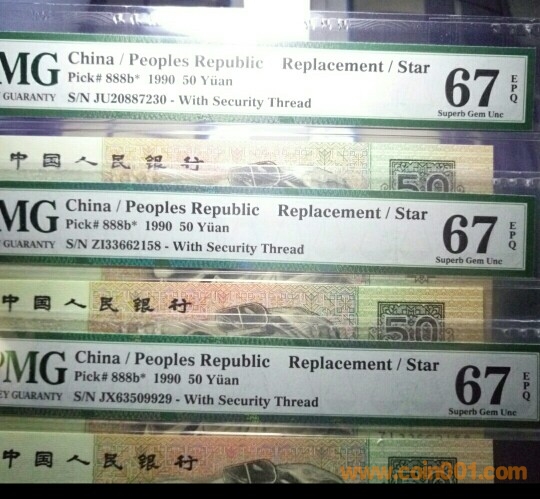 MG China / Peoples Republic Replacement / Star
Pick# 888b* 1990 50 Yüan 67 EPQ
Y GUARANTY S/N JU20887230 - With Security Thread Superb Gem Unc
中国人民银行 50
MG China / Peoples Republic Replacement / Star
Pick# 888b* 1990 50 Yüan 67 EPQ
GUARANTY S/N ZI33662158 - With Security Thread Superb Gem Unc
中国人民银行 50
PMG China / Peoples Republic Replacement / Star
Pick# 888b* 1990 50 Yüan 67 EPQ
EY GUARANTY S/N JX63509929 - With Security Thread Superb Gem Unc
中国人民银行
www.coin001.com